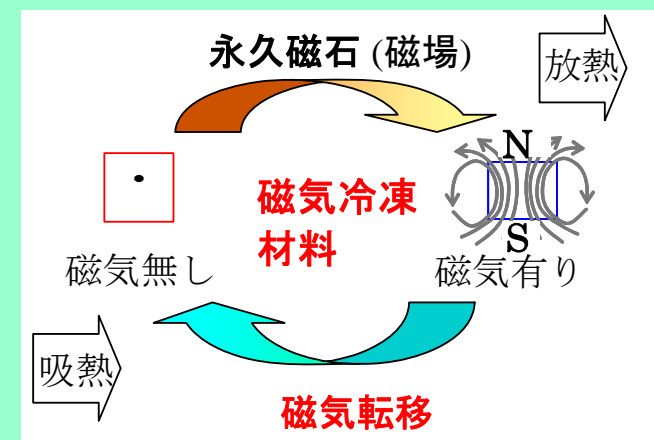 永久磁石 (磁場)
放熱
N
磁気冷凍
材料
S
磁気無し
磁気有り
吸熱
磁気転移